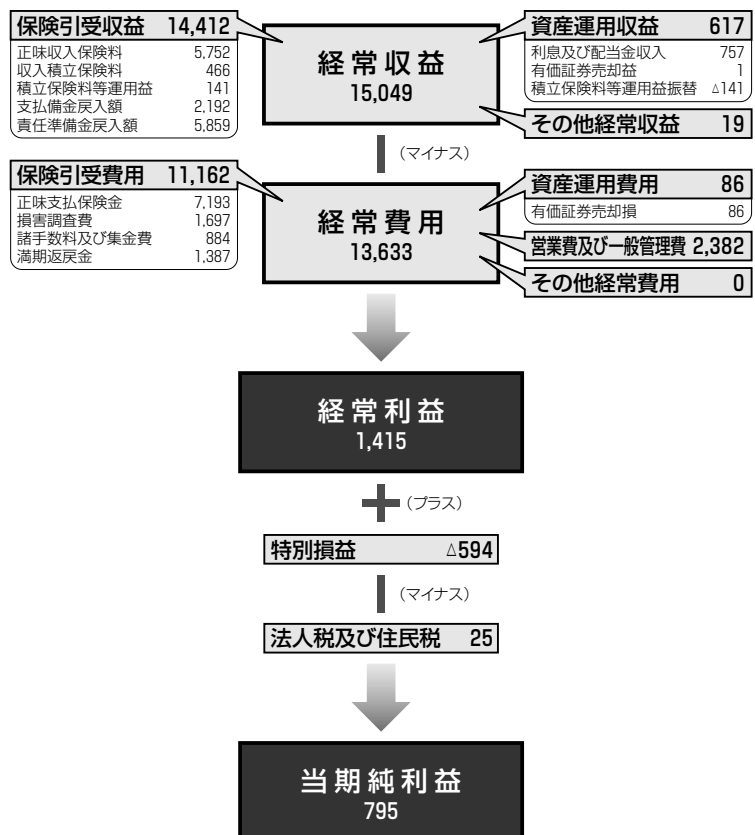 保険引受収益 14,412
正味収入保険料 5,752
収入積立保険料 466
積立保険料等運用益 141
支払備金戻入額 2,192
責任準備金戻入額 5,859
経常収益
15,049
資産運用収益 617
利息及び配当金収入 757
有価証券売却益 1
積立保険料等運用益振替 △141
その他経常収益 19
(マイナス)
保険引受費用 11,162
正味支払保険金 7,193
損害調査費 1,697
諸手数料及び集金費 884
満期返戻金 1,387
経常費用
13,633
資産運用費用 86
有価証券売却損 86
営業費及び一般管理費 2,382
その他経常費用 0
経常利益
1,415
(プラス)
特別損益 △594
(マイナス)
法人税及び住民税 25
当期純利益
795